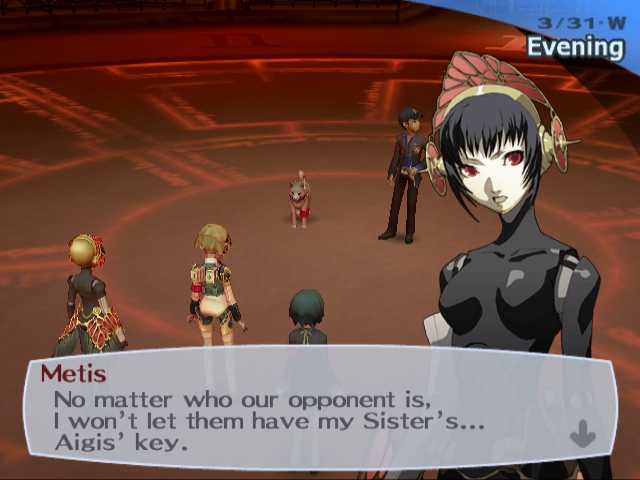 3/31·W
Evening
Metis
No matter who our opponent is,
I won't let them have my Sister's...
Aigis' key.